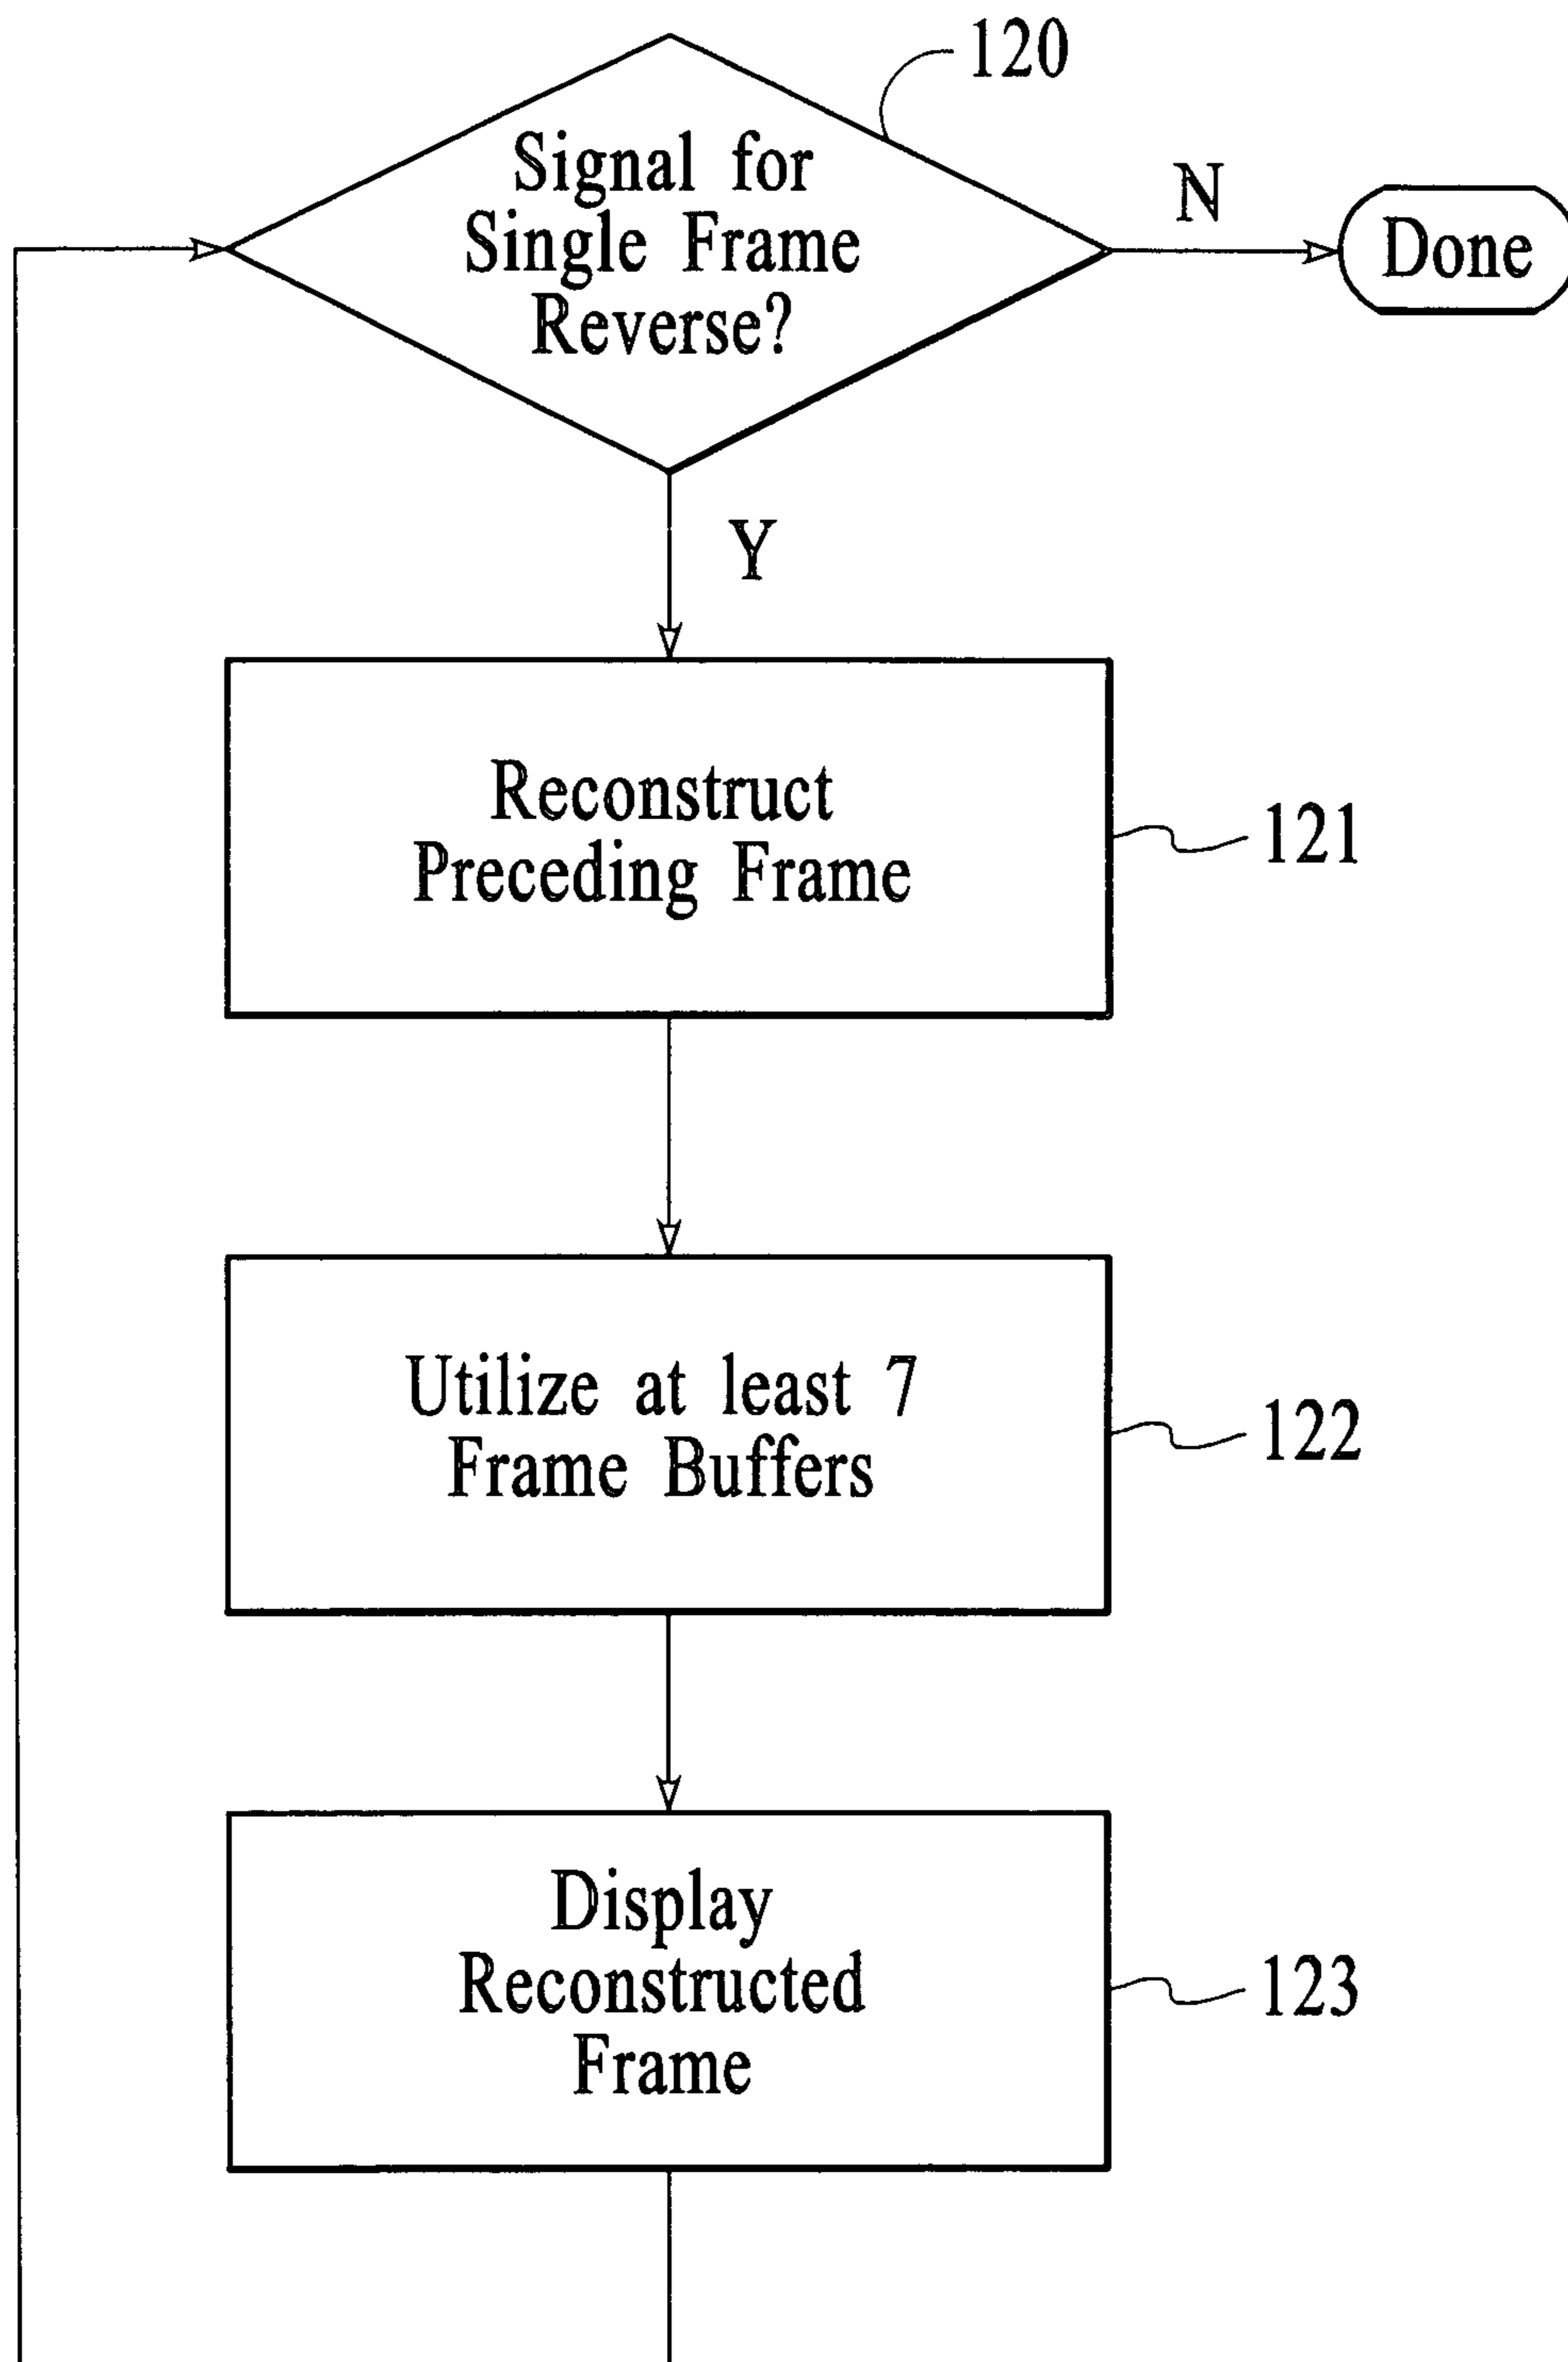 120
Signal for
Single Frame
Reverse?
N
Done
Y
Reconstruct
Preceding Frame
121
Utilize at least 7
Frame Buffers
122
Display
Reconstructed
Frame
123